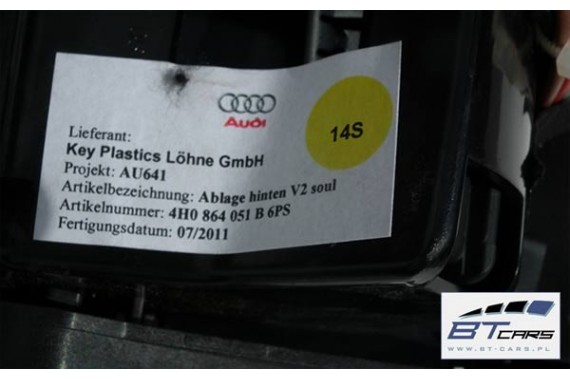 Audi
14S
Lieferant:
Key Plastics Löhne GmbH
Projekt: AU641
Artikelbezeichnung: Ablage hinten V2 soul
Artikelnummer: 4H0 864 051 B 6PS
Fertigungsdatum: 07/2011
BT CARS
WWW.BT-CARS.PL